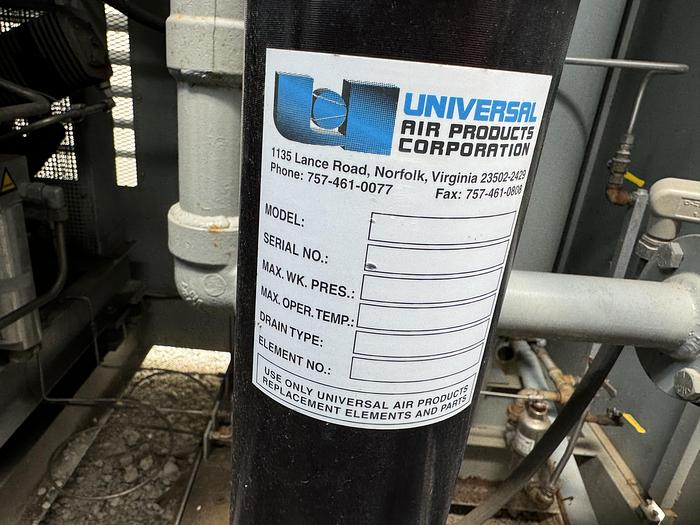 UNIVERSAL
AIR PRODUCTS
CORPORATION
1135 Lance Road, Norfolk, Virginia 23502-2429
Phone: 757-461-0077 Fax: 757-461-0808
MODEL:
SERIAL NO.:
MAX. WK. PRES.:
MAX. OPER. TEMP.:
DRAIN TYPE:
ELEMENT NO.:
USE ONLY UNIVERSAL AIR PRODUCTS
REPLACEMENT ELEMENTS AND PARTS